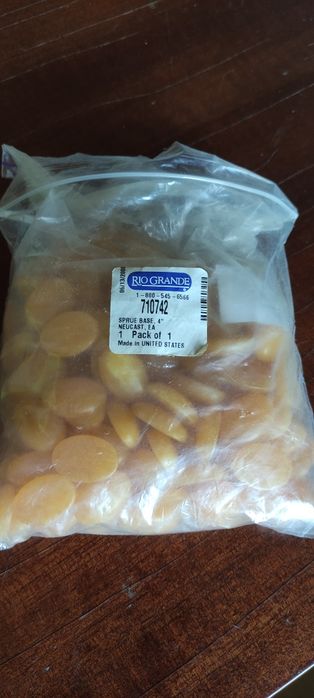 RIO GRANDE
1-800-545-6566
710742
SPRUE BASE, 4"
NEUCAST, EA
1 Pack of 1
Made in UNITED STATES